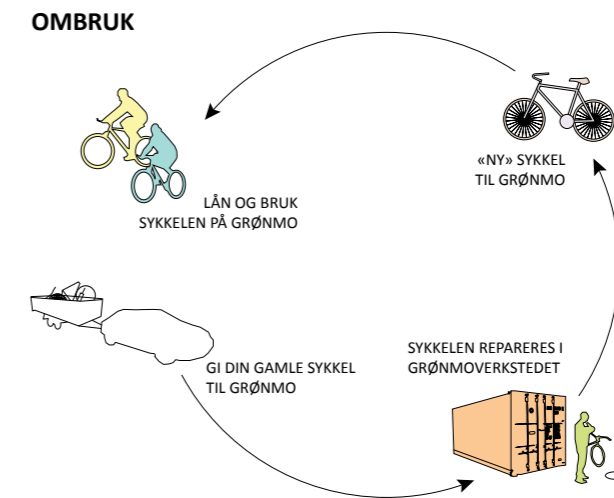 OMBRUK
«NY» SYKKEL
TIL GRØNMO
LÅN OG BRUK
SYKKELEN PÅ GRØNMO
GI DIN GAMLE SYKKEL
TIL GRØNMO
SYKKELEN REPARERES I
GRØNMOVERKSTEDET